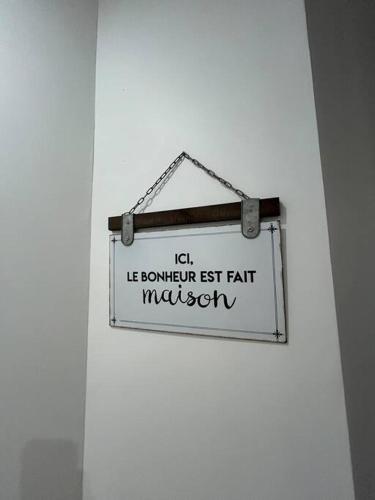 ICI,
LE BONHEUR EST FAIT
maison